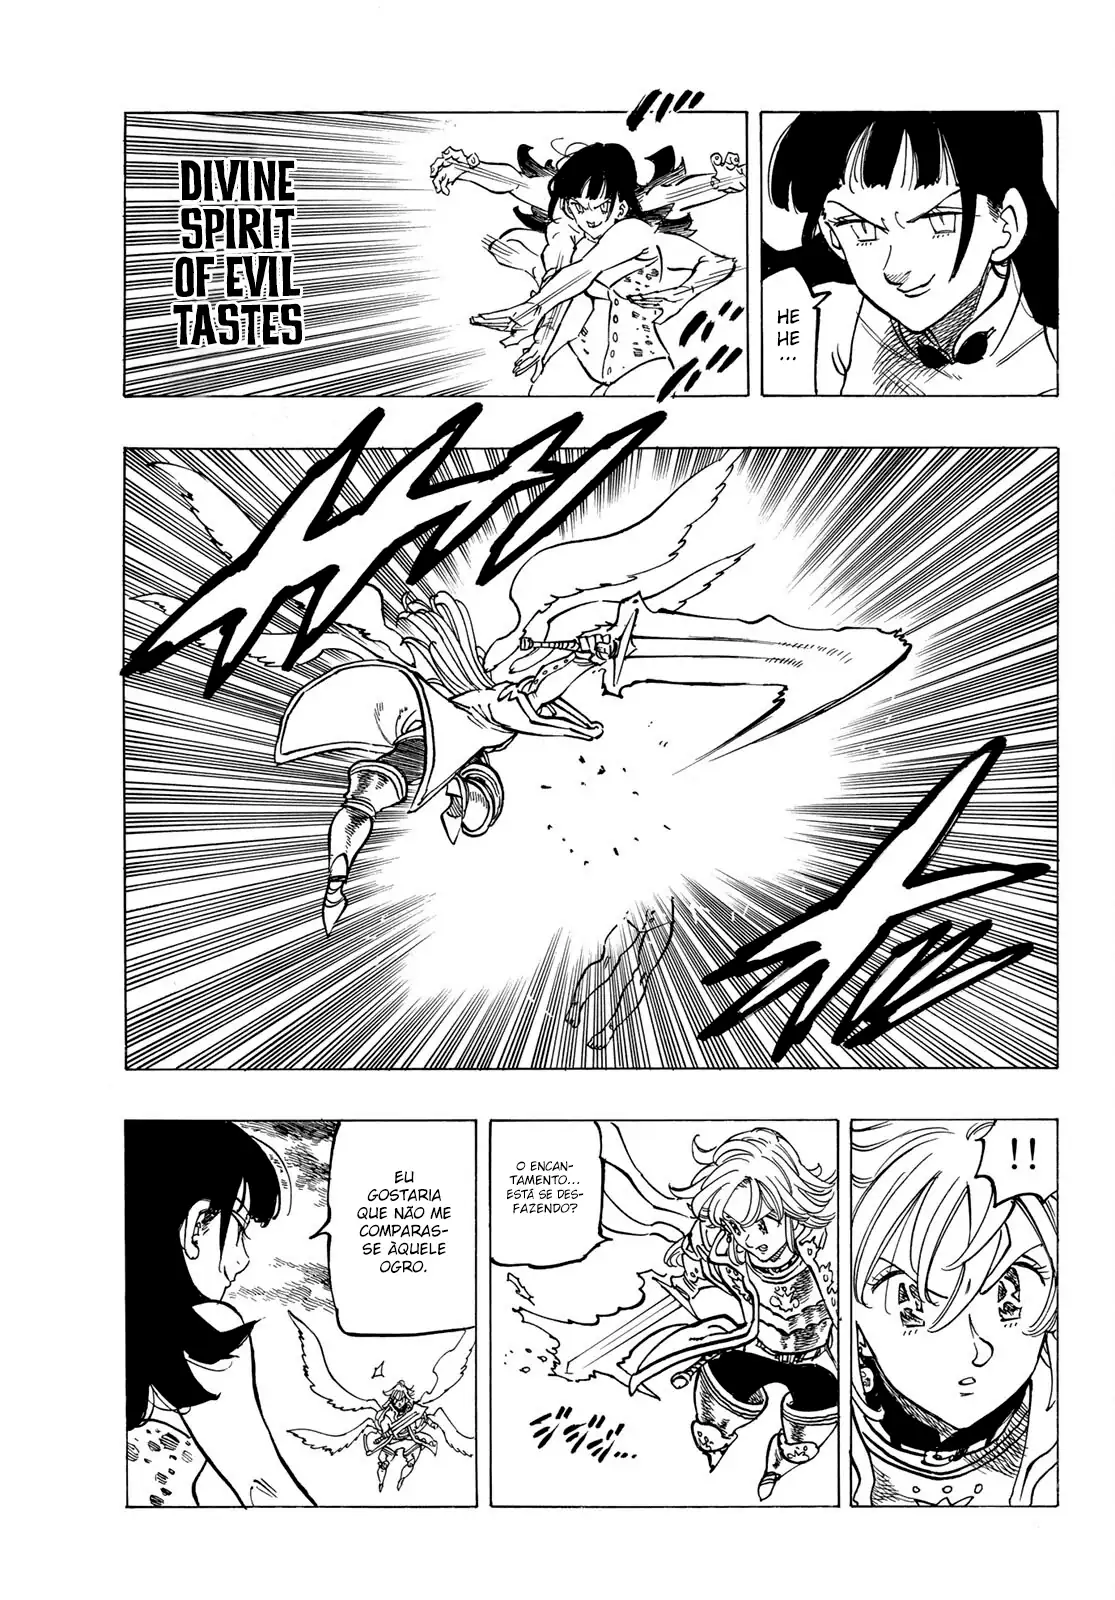 HE
HE
...
DIVINE
SPIRIT
OF EVIL
TASTES
!!
O ENCAN-
TAMENTO...
ESTÁ SE DES-
FAZENDO?
EU
GOSTARIA
QUE NÃO ME
COMPARAS-
SE ÀQUELE
OGRO.